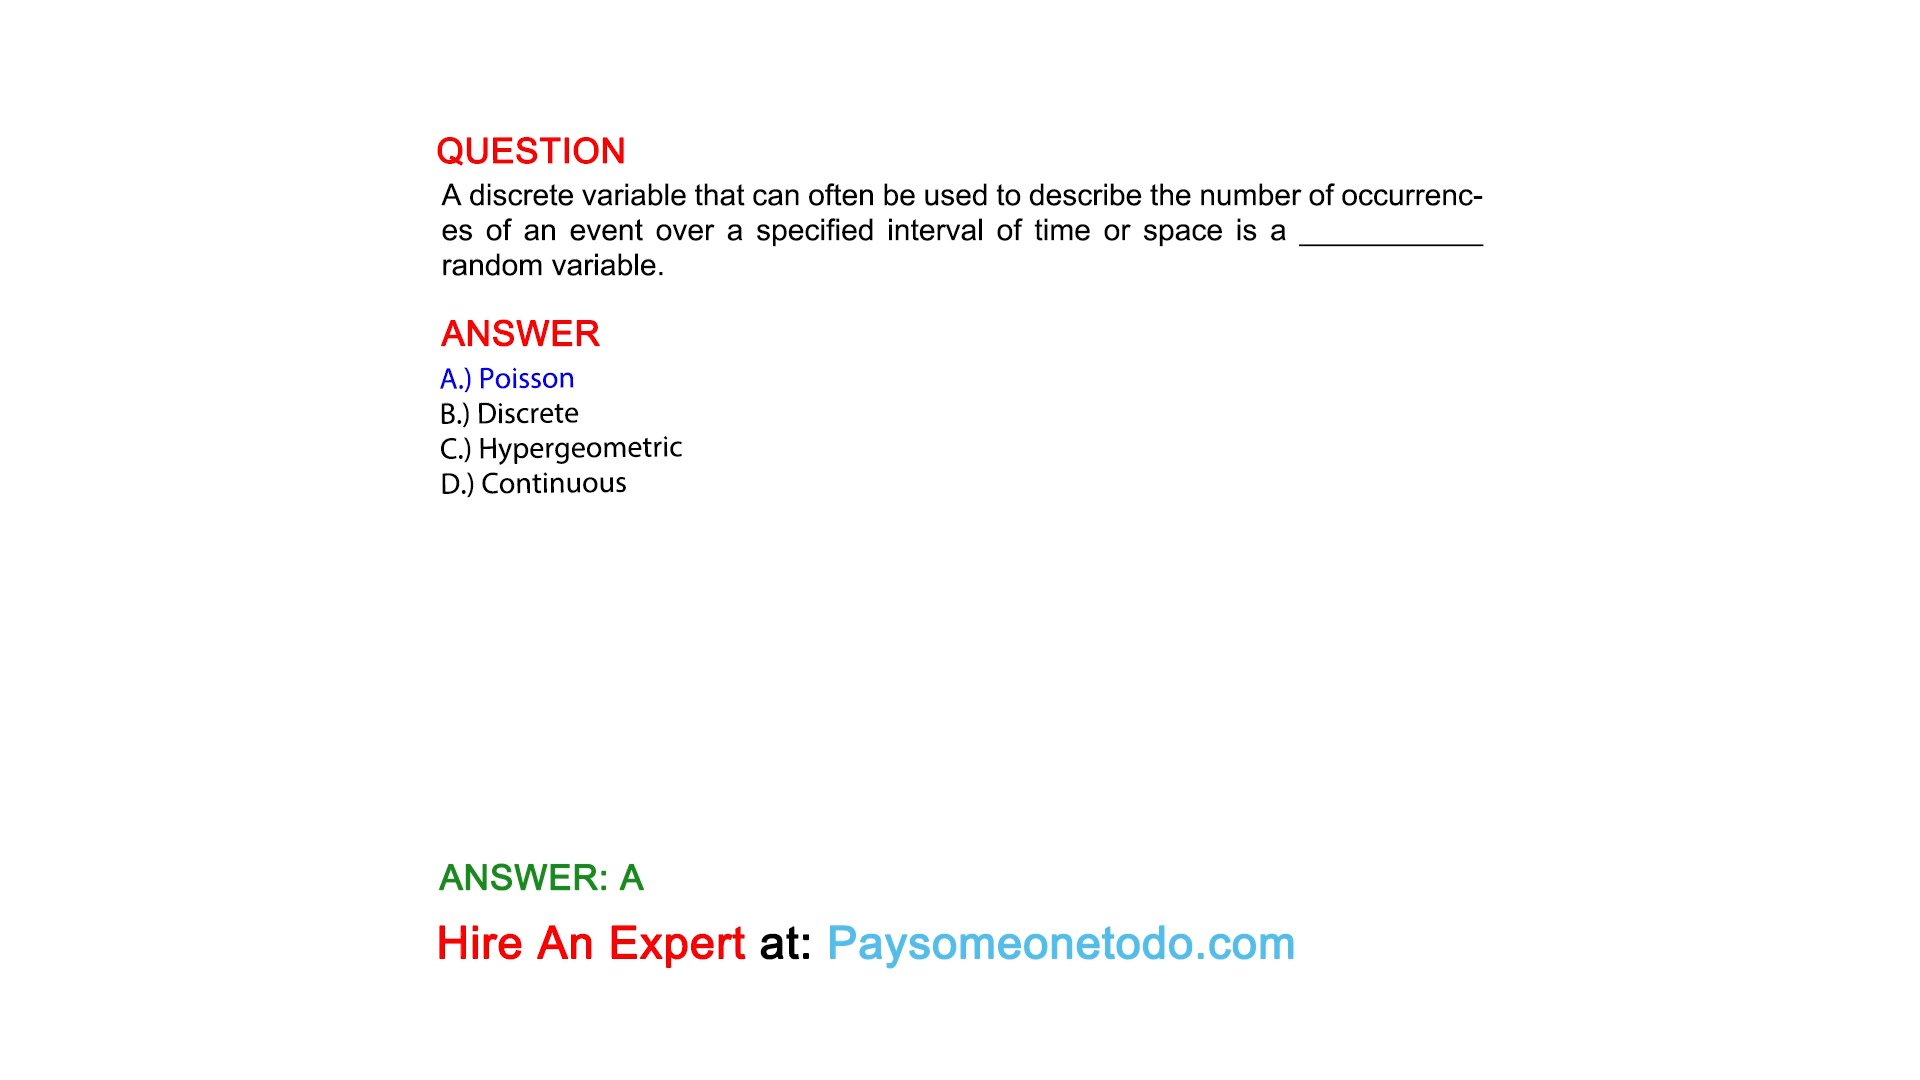 QUESTION
A discrete variable that can often be used to describe the number of occurrenc-
es of an event over a specified interval of time or space is a ___________
random variable.
ANSWER
A.) Poisson
B.) Discrete
C.) Hypergeometric
D.) Continuous
ANSWER: A
Hire An Expert at: Paysomeonetodo.com